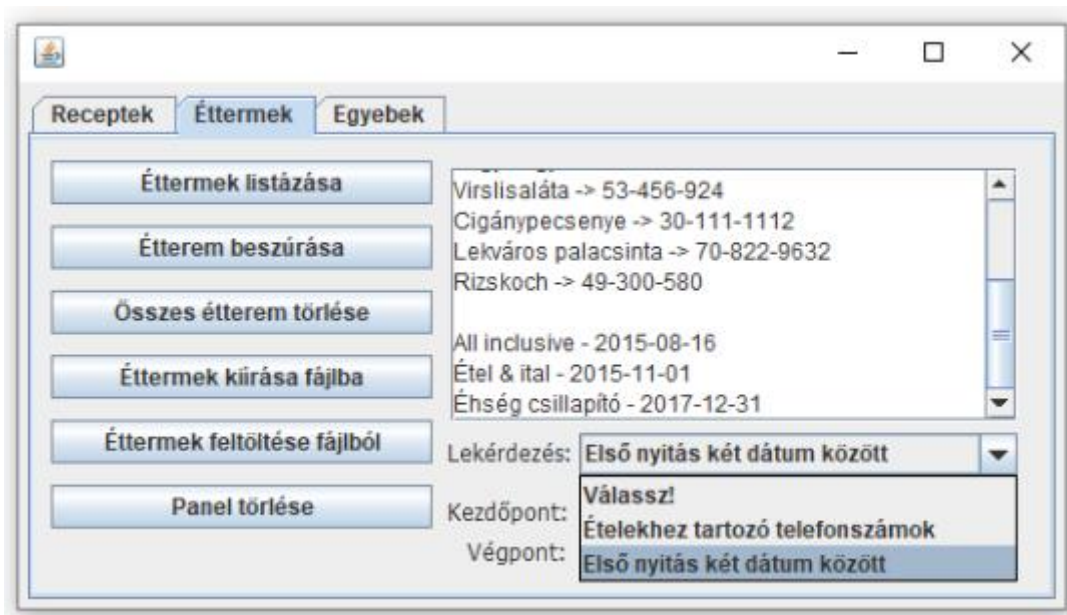 Receptek Éttermek Egyebek
Éttermek listázása
Étterem beszúrása
Összes étterem törlése
Éttermek kiírása fájlba
Éttermek feltöltése fájlból
Panel törlése
Virslisaláta -> 53-456-924
Cigánypecsenye -> 30-111-1112
Lekváros palacsinta -> 70-822-9632
Rizskoch -> 49-300-580
All inclusive - 2015-08-16
Étel & ital - 2015-11-01
Éhség csillapító - 2017-12-31
Lekérdezés: Első nyitás két dátum között
Kezdőpont:
Végpont:
Válassz!
Ételekhez tartozó telefonszámok
Első nyitás két dátum között